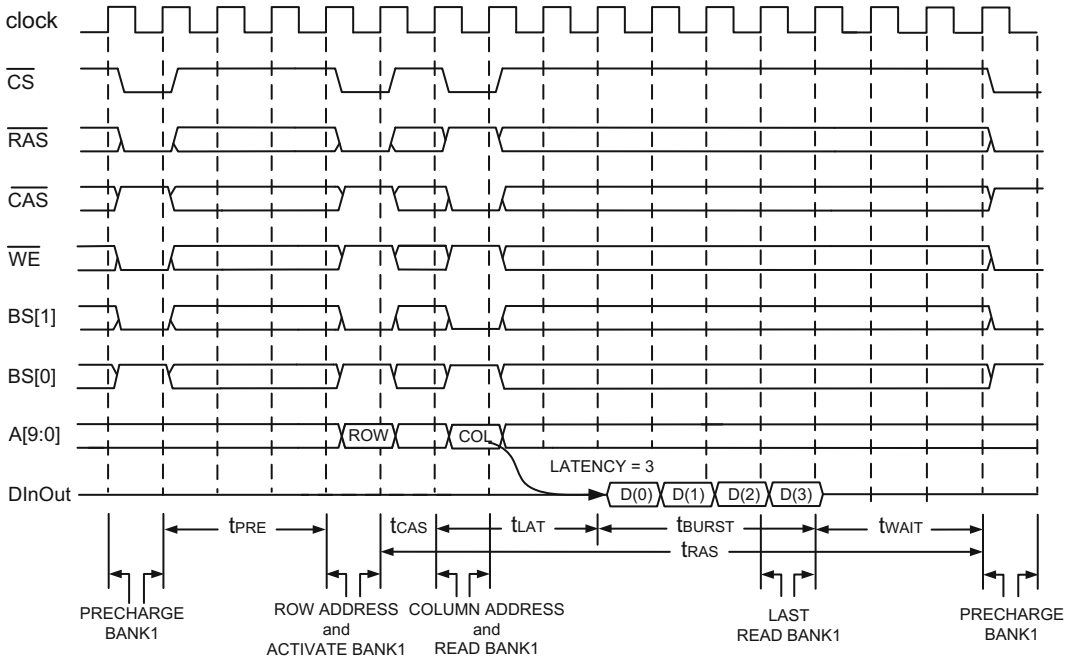 clock
CS
RAS
CAS
WE
BS[1]
BS[0]
A[9:0]
ROW
COL
LATENCY = 3
DInOut
D(0)
D(1)
D(2)
D(3)
tPRE
tCAS
tLAT
tBURST
tWAIT
tRAS
PRECHARGE
BANK1
ROW ADDRESS
and
ACTIVATE BANK1
COLUMN ADDRESS
and
READ BANK1
LAST
READ BANK1
PRECHARGE
BANK1